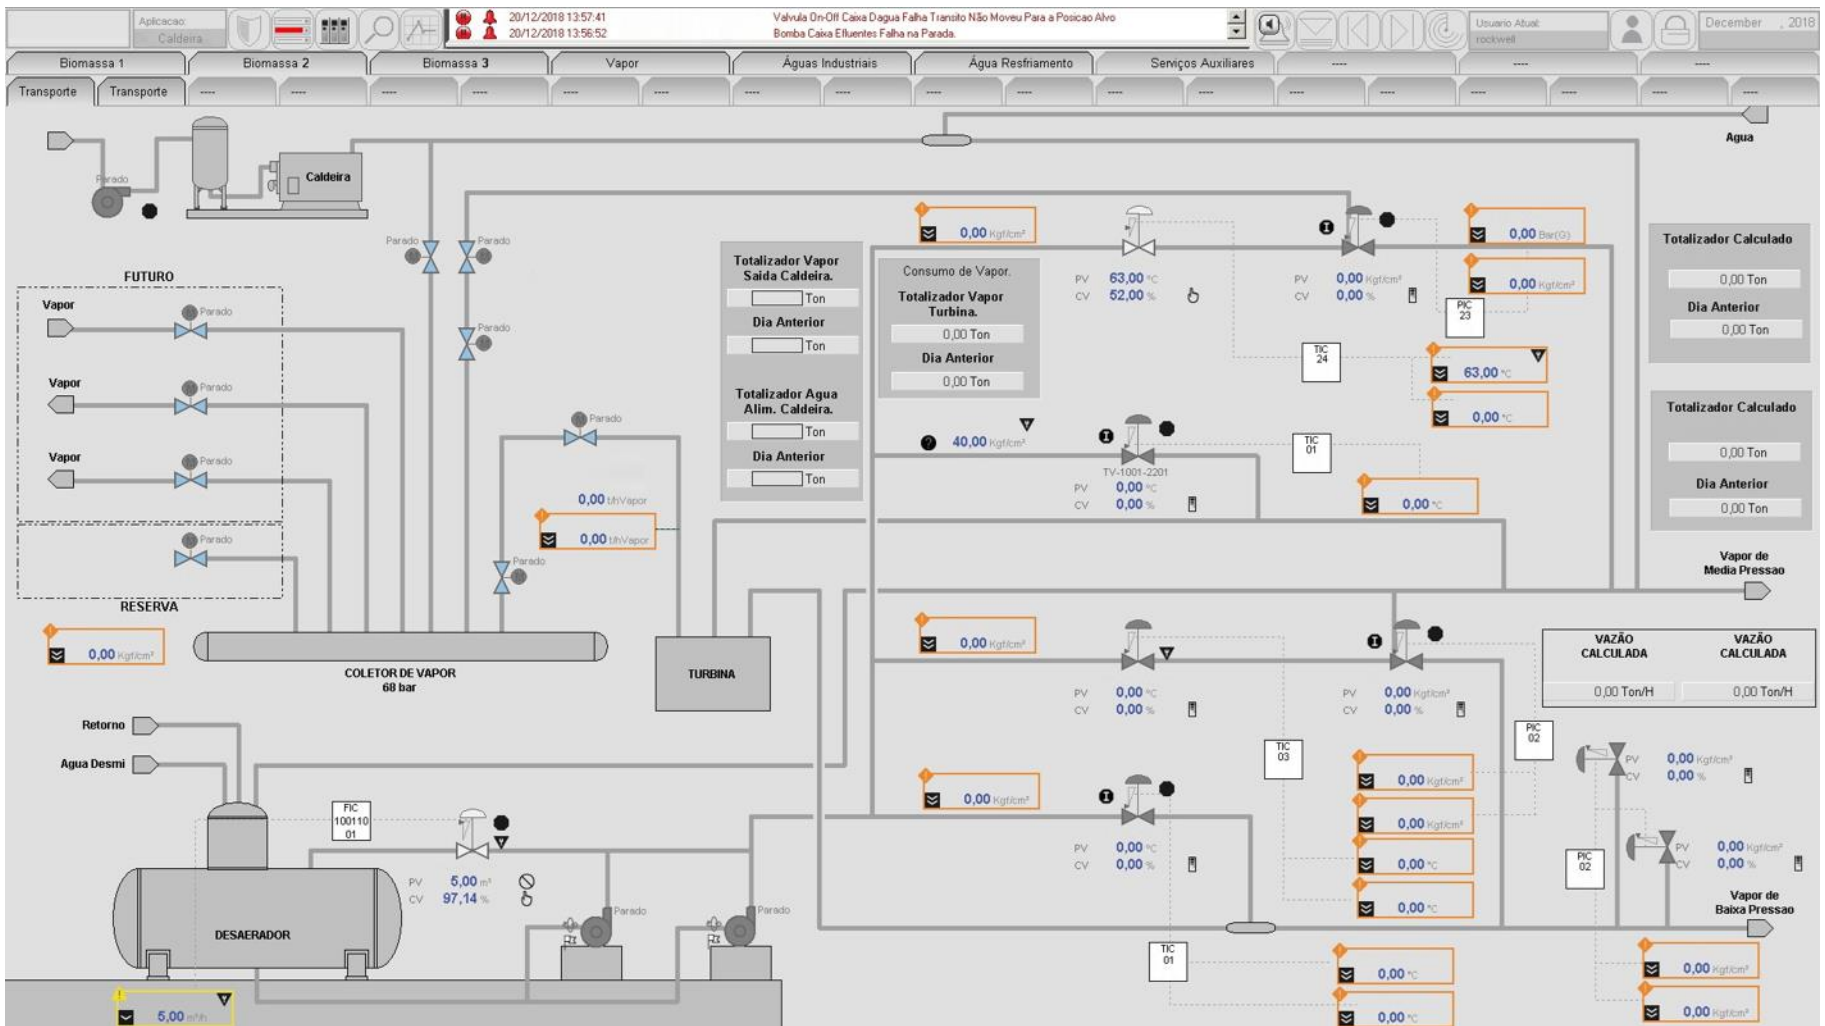 Aplicacao:
Caldeira
20/12/2018 13:57:41 Valvula On-Off Caixa Dagua Falha Transito Não Moveu Para a Posicao Alvo
20/12/2018 13:56:52 Bomba Caixa Efluentes Falha na Parada.
Usuario Atual:
rockwell
December , 2018
Biomassa 1 Biomassa 2 Biomassa 3 Vapor Águas Industriais Água Resfriamento Serviços Auxiliares ---- ---- ----
Transporte Transporte ---- ---- ---- ---- ---- ---- ---- ---- ---- ---- ---- ---- ---- ---- ---- ---- ---- ----
Agua
Parado
Caldeira
Parado
Parado
Parado
FUTURO
Vapor
Parado
Vapor
Parado
Vapor
Parado
Parado
RESERVA
0,00 Kgf/cm²
COLETOR DE VAPOR
68 bar
Parado
0,00 t/hVapor
0,00 t/hVapor
Parado
TURBINA
Totalizador Vapor
Saida Caldeira.
Ton
Dia Anterior
Ton
Totalizador Agua
Alim. Caldeira.
Ton
Dia Anterior
Ton
Consumo de Vapor.
Totalizador Vapor
Turbina.
0,00 Ton
Dia Anterior
0,00 Ton
0,00 Kgf/cm²
PV 63,00 °C
CV 52,00 %
PV 0,00 Kgf/cm²
CV 0,00 %
0,00 Bar(G)
0,00 Kgf/cm²
PIC
23
TIC
24
63,00 °C
0,00 °C
Totalizador Calculado
0,00 Ton
Dia Anterior
0,00 Ton
Totalizador Calculado
0,00 Ton
Dia Anterior
0,00 Ton
40,00 Kgf/cm²
TV-1001-2201
PV 0,00 °C
CV 0,00 %
TIC
01
0,00 °C
Vapor de
Media Pressao
0,00 Kgf/cm²
PV 0,00 °C
CV 0,00 %
PV 0,00 Kgf/cm²
CV 0,00 %
VAZÃO
CALCULADA
VAZÃO
CALCULADA
0,00 Ton/H 0,00 Ton/H
PIC
02
TIC
03
0,00 Kgf/cm²
0,00 Kgf/cm²
0,00 °C
0,00 °C
PV 0,00 Kgf/cm²
CV 0,00 %
PV 0,00 Kgf/cm²
CV 0,00 %
PIC
02
Vapor de
Baixa Pressao
0,00 Kgf/cm²
0,00 Kgf/cm²
0,00 Kgf/cm²
PV 0,00 °C
CV 0,00 %
TIC
01
0,00 °C
0,00 °C
Retorno
Agua Desmi
FIC
100110
01
PV 5,00 m³
CV 97,14 %
DESAERADOR
Parado
Parado
5,00 m³/h